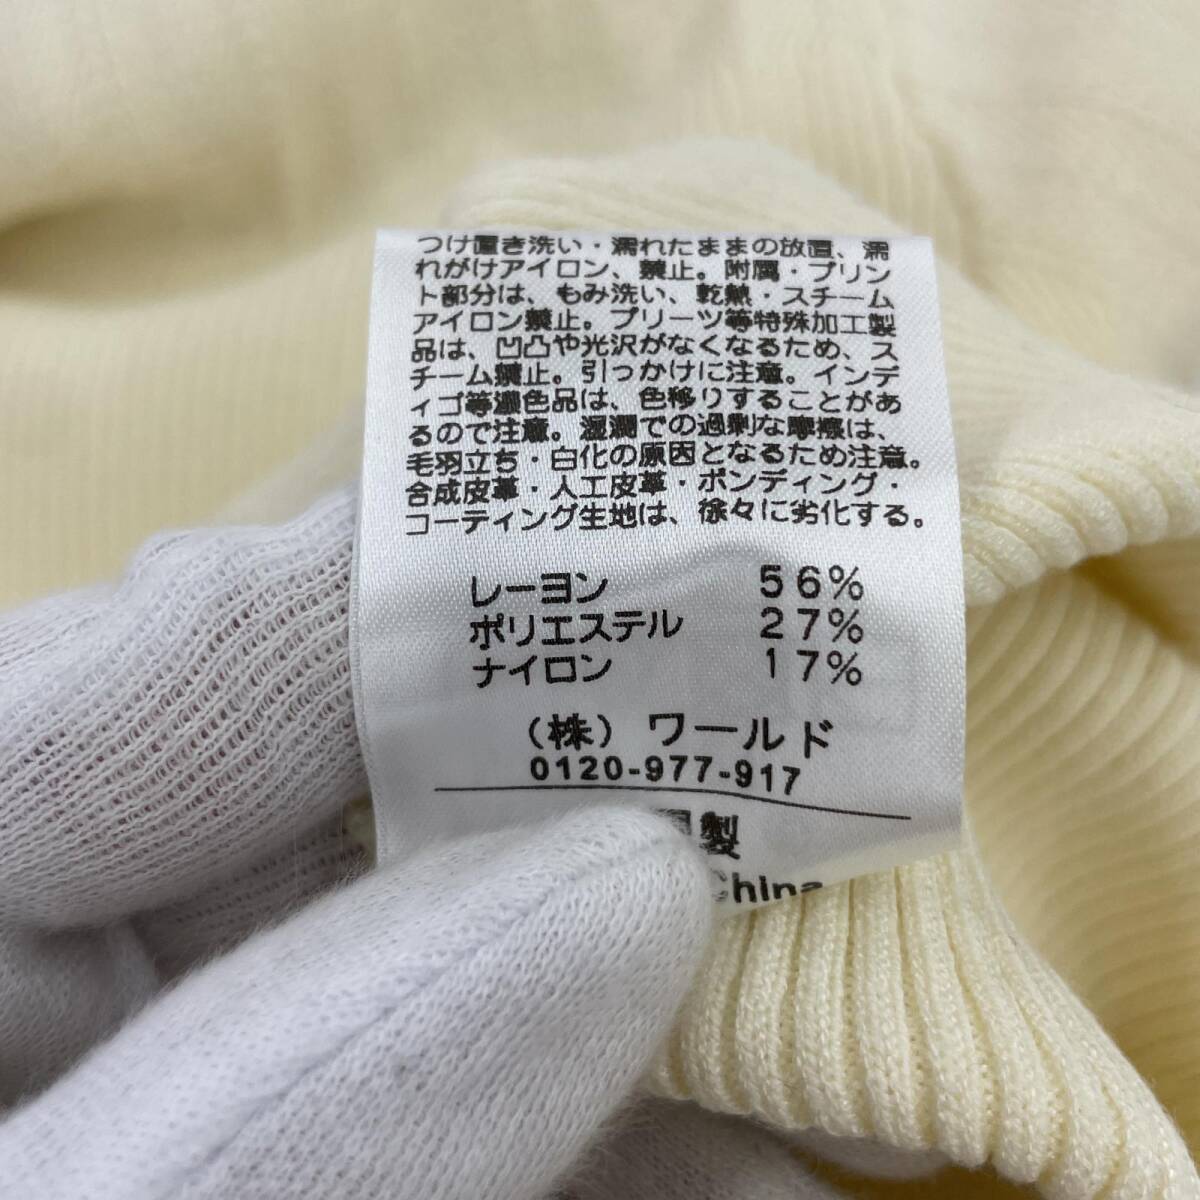 つけ置き洗い・濡れたままの放置、濡
れがけアイロン、禁止。附属・プリン
ト部分は、もみ洗い、乾熱・スチーム
アイロン禁止。プリーツ等特殊加工製
品は、凹凸や光沢がなくなるため、ス
チーム禁止。引っかけに注意。インデ
ィゴ等濃色品は、色移りすることがあ
るので注意。湿潤での過剰な摩擦は、
毛羽立ち・白化の原因となるため注意。
合成皮革・人工皮革・ボンディング・
コーティング生地は、徐々に劣化する。
レーヨン 56%
ポリエステル 27%
ナイロン 17%
(株) ワールド
0120-977-917
製
China